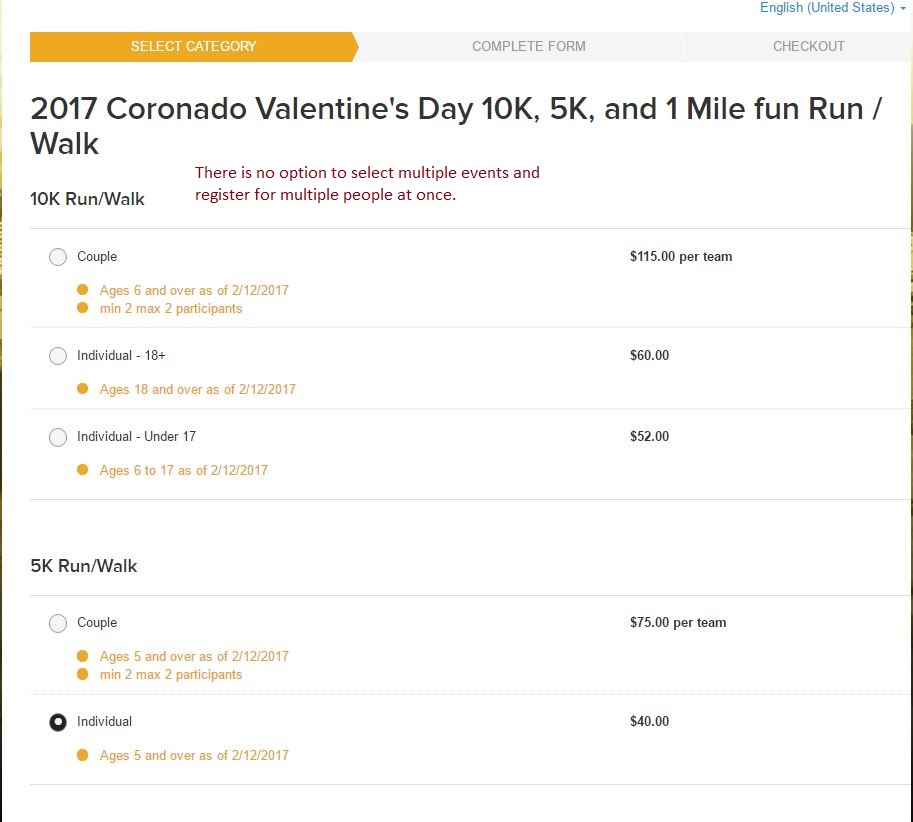 English (United States)
SELECT CATEGORY
COMPLETE FORM
CHECKOUT
2017 Coronado Valentine's Day 10K, 5K, and 1 Mile fun Run /
Walk
There is no option to select multiple events and
register for multiple people at once.
10K Run/Walk
Couple
$115.00 per team
Ages 6 and over as of 2/12/2017
min 2 max 2 participants
Individual - 18+
$60.00
Ages 18 and over as of 2/12/2017
Individual - Under 17
$52.00
Ages 6 to 17 as of 2/12/2017
5K Run/Walk
Couple
$75.00 per team
Ages 5 and over as of 2/12/2017
min 2 max 2 participants
Individual
$40.00
Ages 5 and over as of 2/12/2017